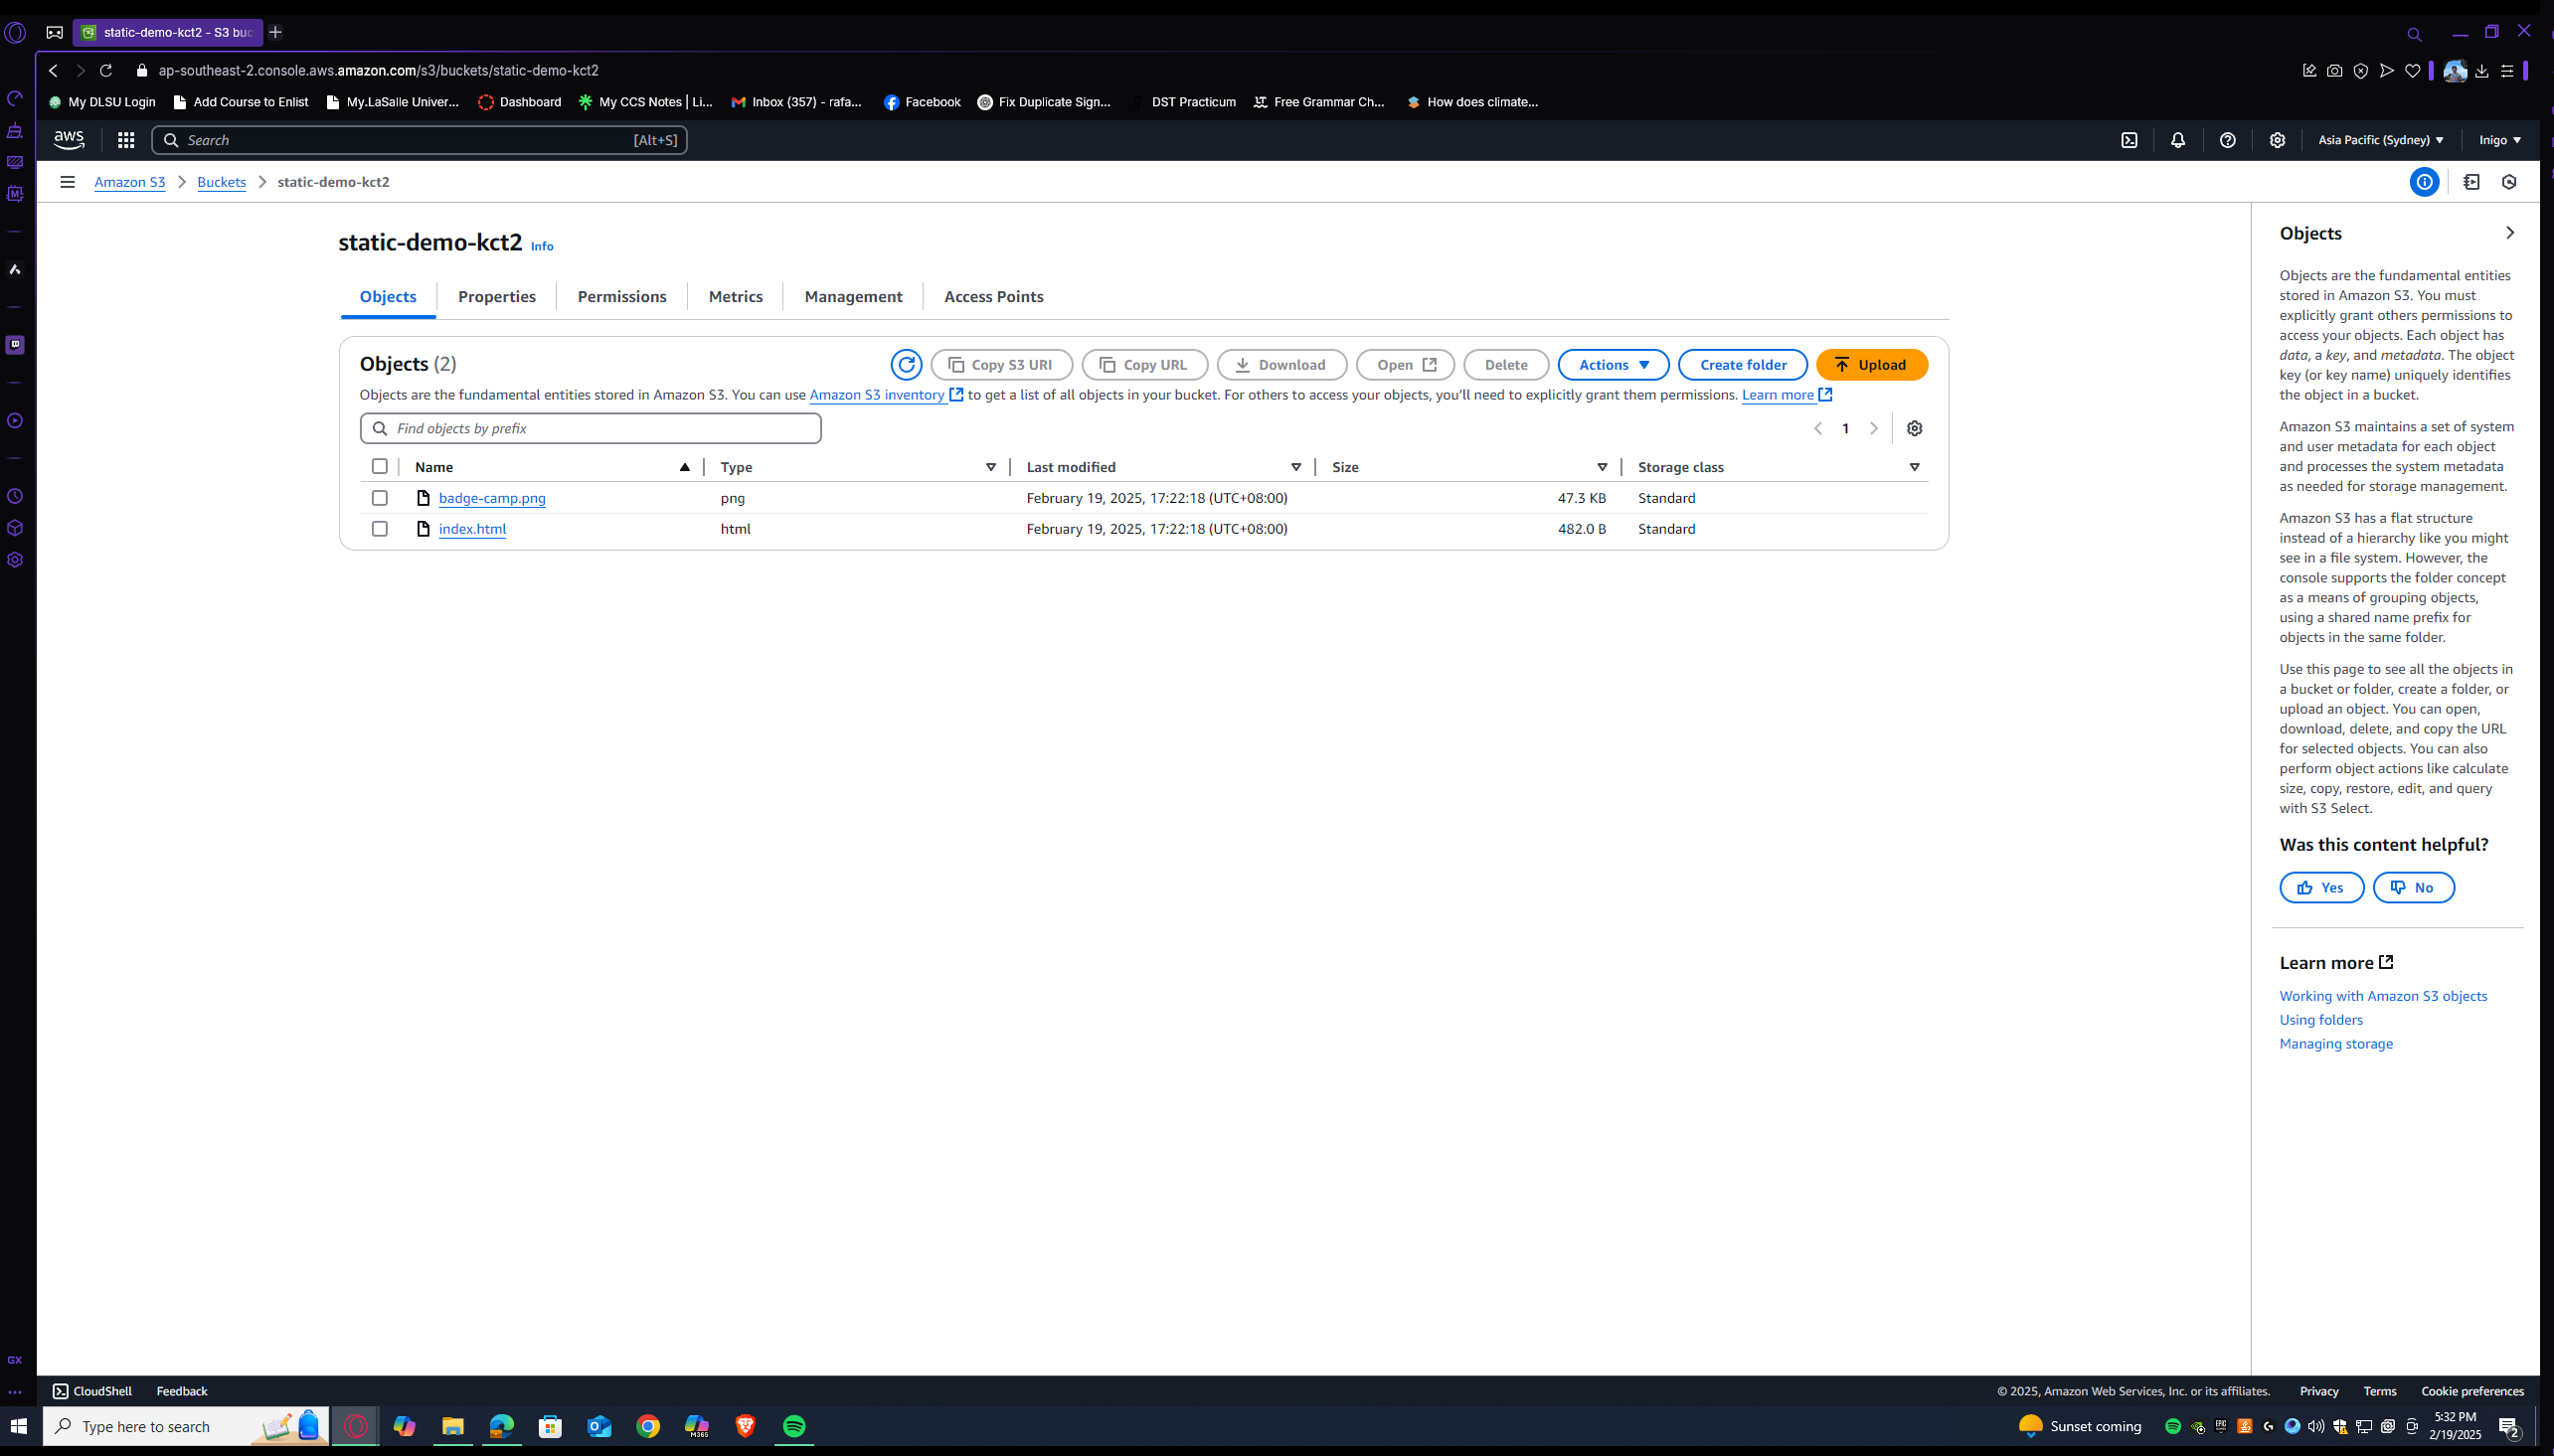 static-demo-kct2 - S3 buc
ap-southeast-2.console.aws.amazon.com/s3/buckets/static-demo-kct2
My DLSU Login Add Course to Enlist My.LaSalle Univer... Dashboard My CCS Notes | Li... Inbox (357) - rafa... Facebook Fix Duplicate Sign... DST Practicum Free Grammar Ch... How does climate...
aws Search [Alt+S] Asia Pacific (Sydney) Inigo
Amazon S3 > Buckets > static-demo-kct2
static-demo-kct2 Info
Objects Properties Permissions Metrics Management Access Points
Objects (2) Copy S3 URI Copy URL Download Open Delete Actions Create folder Upload
Objects are the fundamental entities stored in Amazon S3. You can use Amazon S3 inventory to get a list of all objects in your bucket. For others to access your objects, you'll need to explicitly grant them permissions. Learn more
Find objects by prefix 1
Name Type Last modified Size Storage class
badge-camp.png png February 19, 2025, 17:22:18 (UTC+08:00) 47.3 KB Standard
index.html html February 19, 2025, 17:22:18 (UTC+08:00) 482.0 B Standard
Objects
Objects are the fundamental entities
stored in Amazon S3. You must
explicitly grant others permissions to
access your objects. Each object has
data, a key, and metadata. The object
key (or key name) uniquely identifies
the object in a bucket.
Amazon S3 maintains a set of system
and user metadata for each object
and processes the system metadata
as needed for storage management.
Amazon S3 has a flat structure
instead of a hierarchy like you might
see in a file system. However, the
console supports the folder concept
as a means of grouping objects,
using a shared name prefix for
objects in the same folder.
Use this page to see all the objects in
a bucket or folder, create a folder, or
upload an object. You can open,
download, delete, and copy the URL
for selected objects. You can also
perform object actions like calculate
size, copy, restore, edit, and query
with S3 Select.
Was this content helpful?
Yes No
Learn more
Working with Amazon S3 objects
Using folders
Managing storage
GX
CloudShell Feedback © 2025, Amazon Web Services, Inc. or its affiliates. Privacy Terms Cookie preferences
Type here to search M365 Sunset coming 5:32 PM
2/19/2025 2